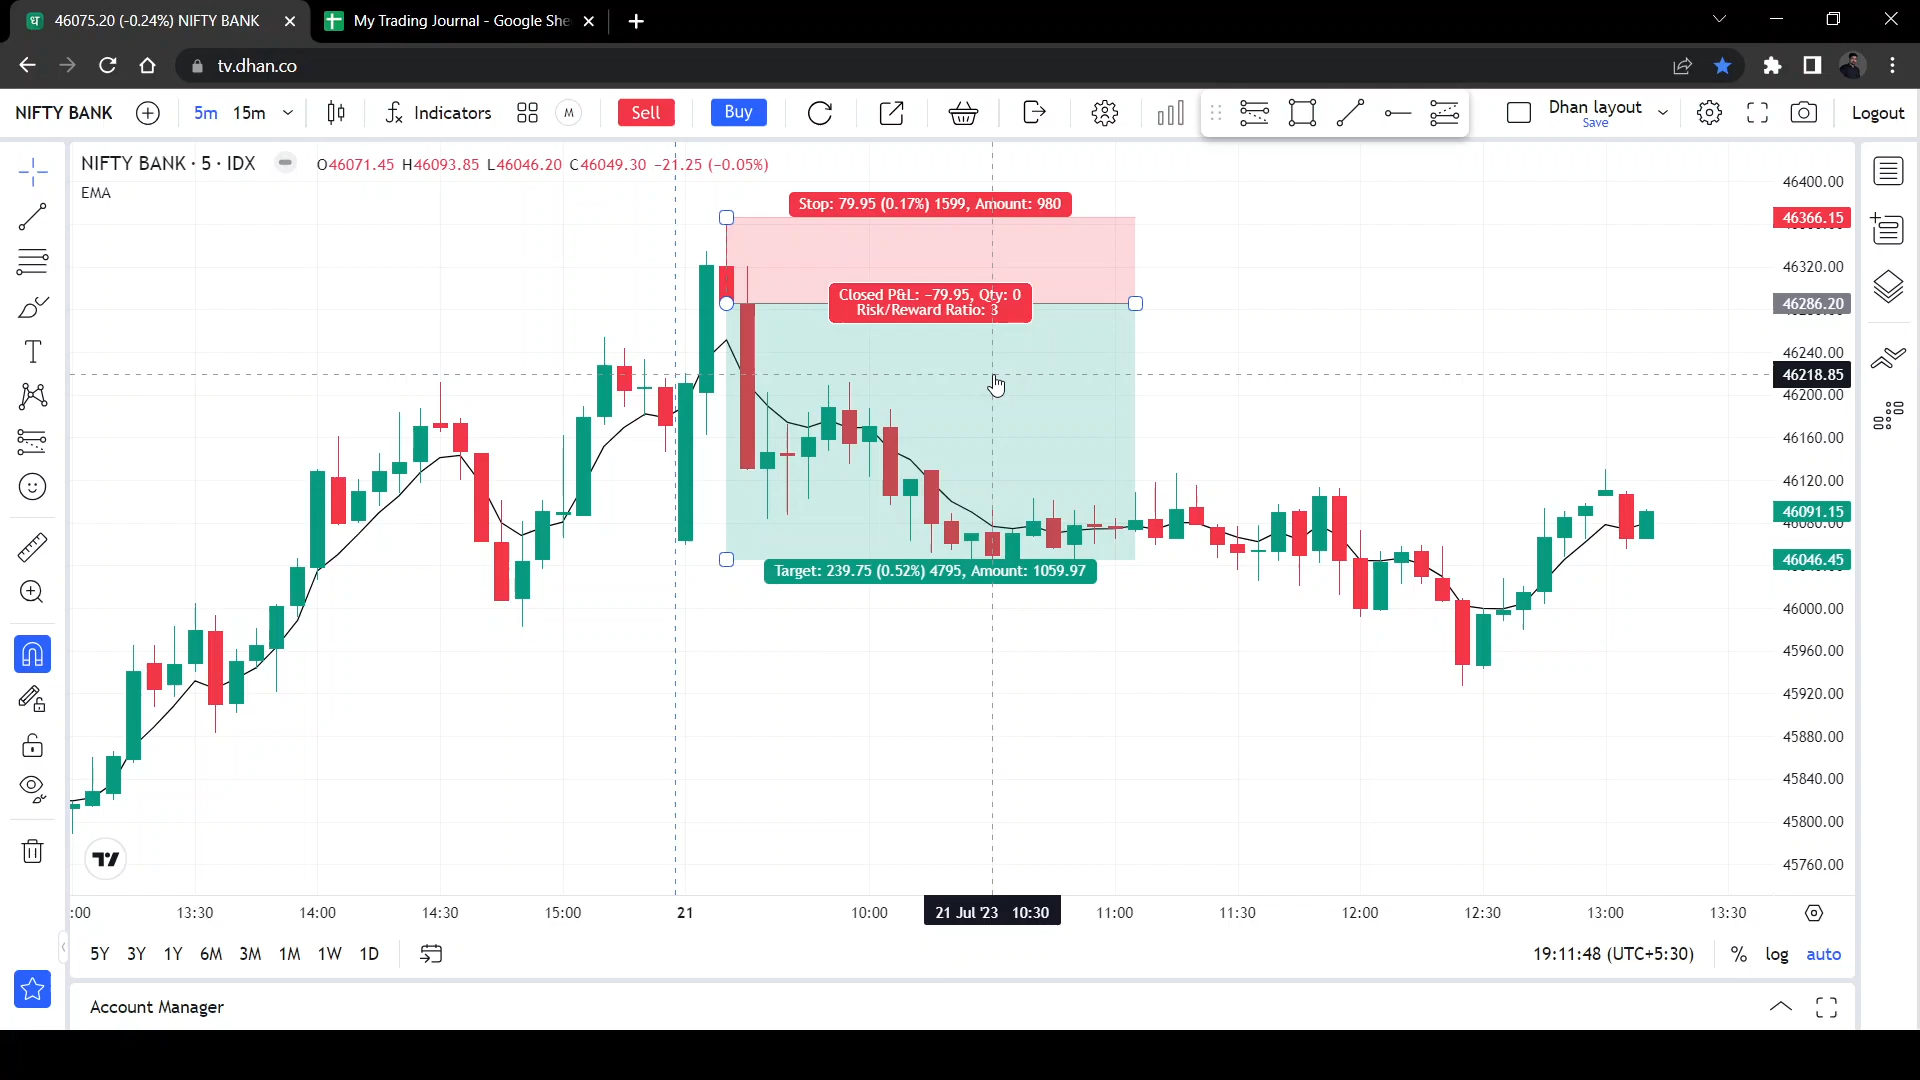 46075.20 (-0.24%) NIFTY BANK
My Trading Journal - Google She
tv.dhan.co
NIFTY BANK 5m 15m Indicators M Sell Buy Dhan layout Logout
Save
NIFTY BANK · 5 · IDX O46071.45 H46093.85 L46046.20 C46049.30 −21.25 (−0.05%)
EMA
Stop: 79.95 (0.17%) 1599, Amount: 980
Closed P&L: −79.95, Qty: 0
Risk/Reward Ratio: 3
Target: 239.75 (0.52%) 4795, Amount: 1059.97
46400.00
46366.15
46320.00
46286.20
46240.00
46218.85
46200.00
46160.00
46120.00
46091.15
46080.00
46046.45
46000.00
45960.00
45920.00
45880.00
45840.00
45800.00
45760.00
:00 13:30 14:00 14:30 15:00 21 10:00 21 Jul '23 10:30 11:00 11:30 12:00 12:30 13:00 13:30
5Y 3Y 1Y 6M 3M 1M 1W 1D 19:11:48 (UTC+5:30) % log auto
Account Manager